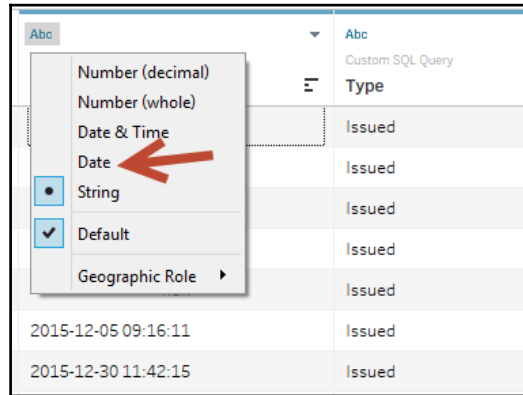 Abc
Abc
Custom SQL Query
Type
Number (decimal)
Number (whole)
Date & Time
Date
String
Default
Geographic Role
Issued
Issued
Issued
Issued
Issued
2015-12-05 09:16:11 Issued
2015-12-30 11:42:15 Issued